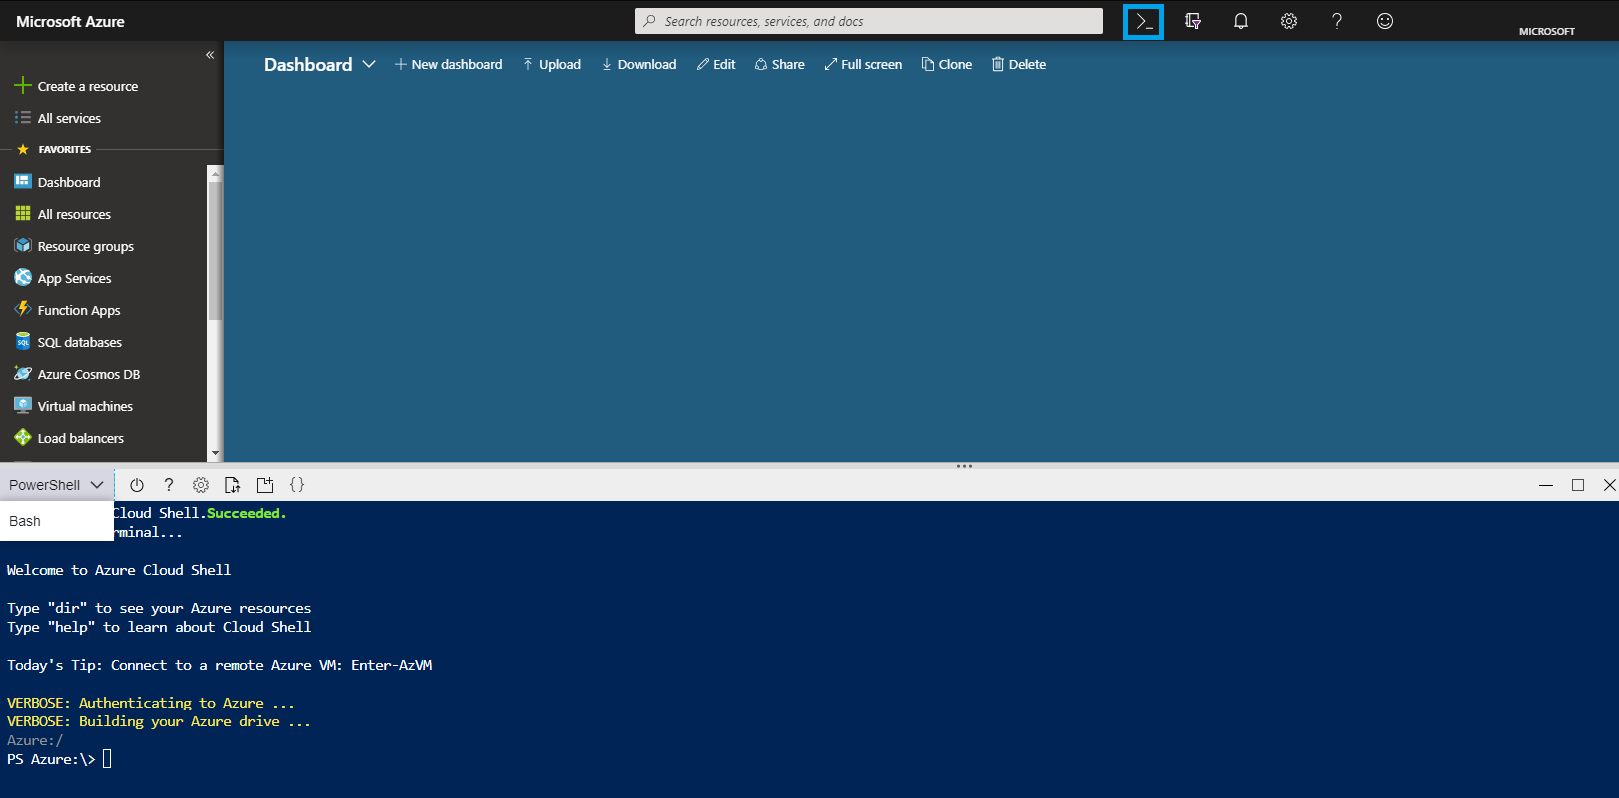 Microsoft Azure
Search resources, services, and docs
MICROSOFT
Create a resource
All services
FAVORITES
Dashboard
All resources
Resource groups
App Services
Function Apps
SQL databases
Azure Cosmos DB
Virtual machines
Load balancers
Dashboard New dashboard Upload Download Edit Share Full screen Clone Delete
PowerShell
Bash
Cloud Shell.Succeeded.
rminal...
Welcome to Azure Cloud Shell
Type "dir" to see your Azure resources
Type "help" to learn about Cloud Shell
Today's Tip: Connect to a remote Azure VM: Enter-AzVM
VERBOSE: Authenticating to Azure ...
VERBOSE: Building your Azure drive ...
Azure:/
PS Azure:\>